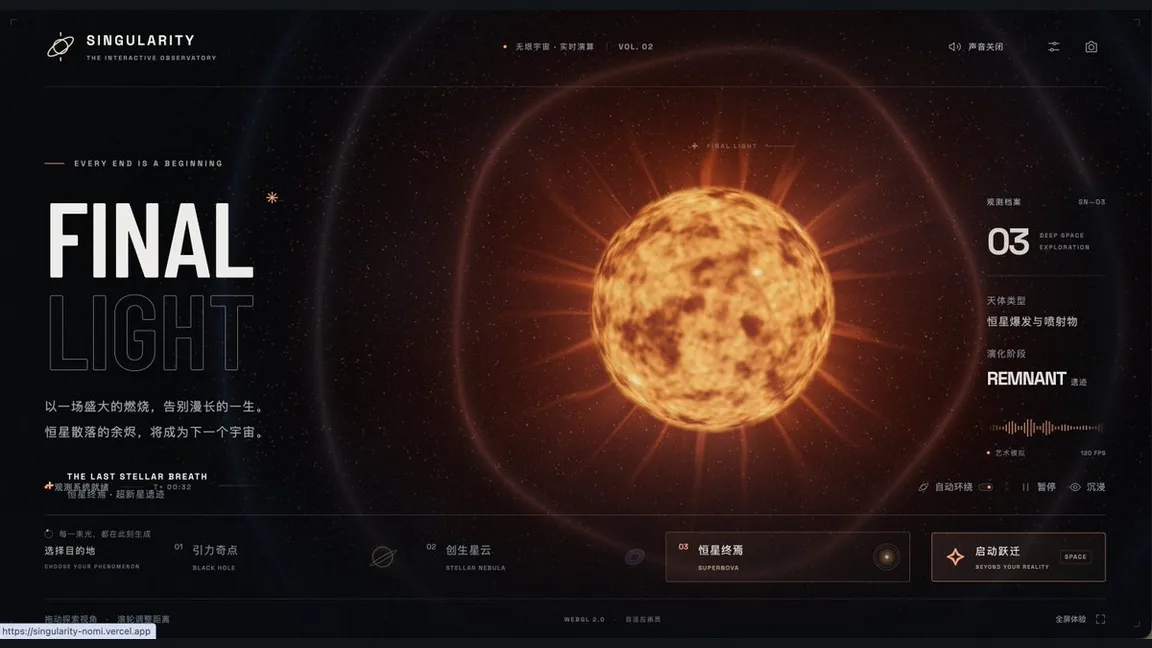 SINGULARITY
THE INTERACTIVE OBSERVATORY
无垠宇宙 · 实时演算
VOL. 02
声音关闭
FINAL LIGHT
EVERY END IS A BEGINNING
FINAL
LIGHT
以一场盛大的燃烧，告别漫长的一生。
恒星散落的余烬，将成为下一个宇宙。
THE LAST STELLAR BREATH
观测系统就绪
T+ 00:32
恒星终焉 · 超新星遗迹
观测档案
SN—03
03
DEEP SPACE
EXPLORATION
天体类型
恒星爆发与喷射物
演化阶段
REMNANT 遗迹
艺术模拟
120 FPS
自动环绕
暂停
沉浸
每一束光，都在此刻生成
选择目的地
CHOOSE YOUR PHENOMENON
01 引力奇点
BLACK HOLE
02 创生星云
STELLAR NEBULA
03 恒星终焉
SUPERNOVA
启动跃迁
BEYOND YOUR REALITY
SPACE
拖动探索视角 · 滚轮调整距离
WEBGL 2.0 · 自适应画质
全屏体验
https://singularity-nomi.vercel.app